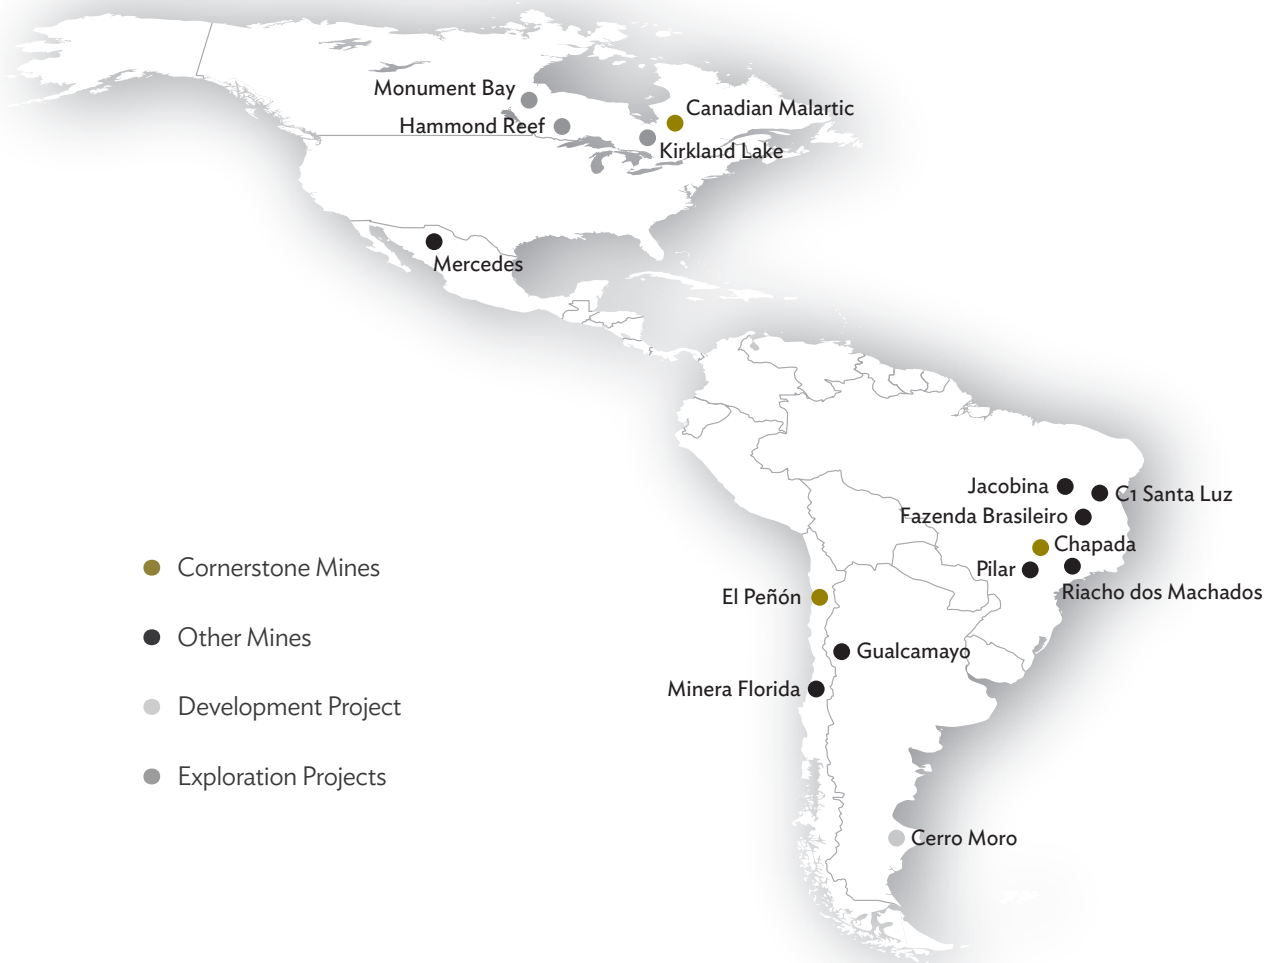 Monument Bay
Canadian Malartic
Hammond Reef
Kirkland Lake
Mercedes
Jacobina
C1 Santa Luz
Fazenda Brasileiro
Chapada
Pilar
Riacho dos Machados
El Peñón
Gualcamayo
Minera Florida
Cerro Moro
Cornerstone Mines
Other Mines
Development Project
Exploration Projects